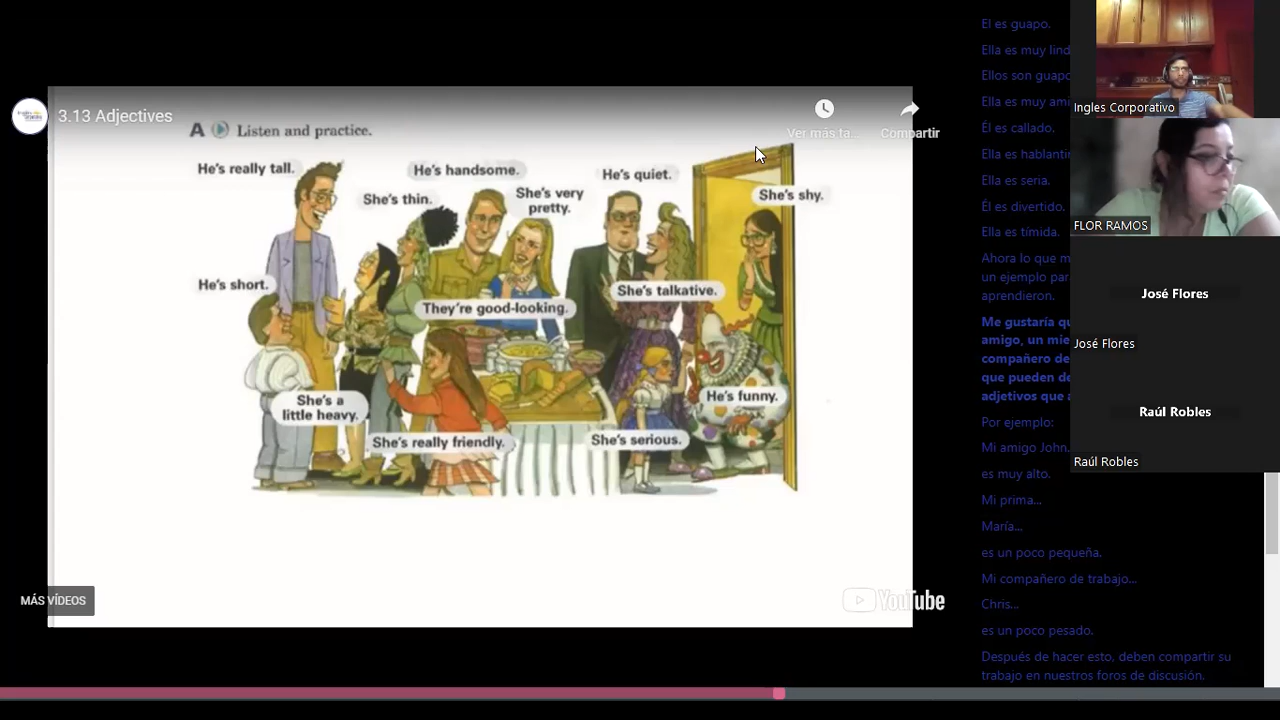 3.13 Adjectives
Ver más ta...
Compartir
A Listen and practice.
He's really tall.
He's handsome.
He's quiet.
She's thin.
She's very
pretty.
She's shy.
He's short.
They're good-looking.
She's talkative.
She's a
little heavy.
He's funny.
She's really friendly.
She's serious.
MÁS VÍDEOS
YouTube
El es guapo.
Ella es muy lind
Ellos son guapo
Ella es muy ami
Él es callado.
Ella es hablantin
Ella es seria.
Él es divertido.
Ella es tímida.
Ahora lo que m
un ejemplo par
aprendieron.
Me gustaría qu
amigo, un mie
compañero de
que pueden de
adjetivos que a
Por ejemplo:
Mi amigo John.
es muy alto.
Mi prima...
María...
es un poco pequeña.
Mi compañero de trabajo...
Chris...
es un poco pesado.
Después de hacer esto, deben compartir su
trabajo en nuestros foros de discusión.
Ingles Corporativo
FLOR RAMOS
José Flores
José Flores
Raúl Robles
Raúl Robles